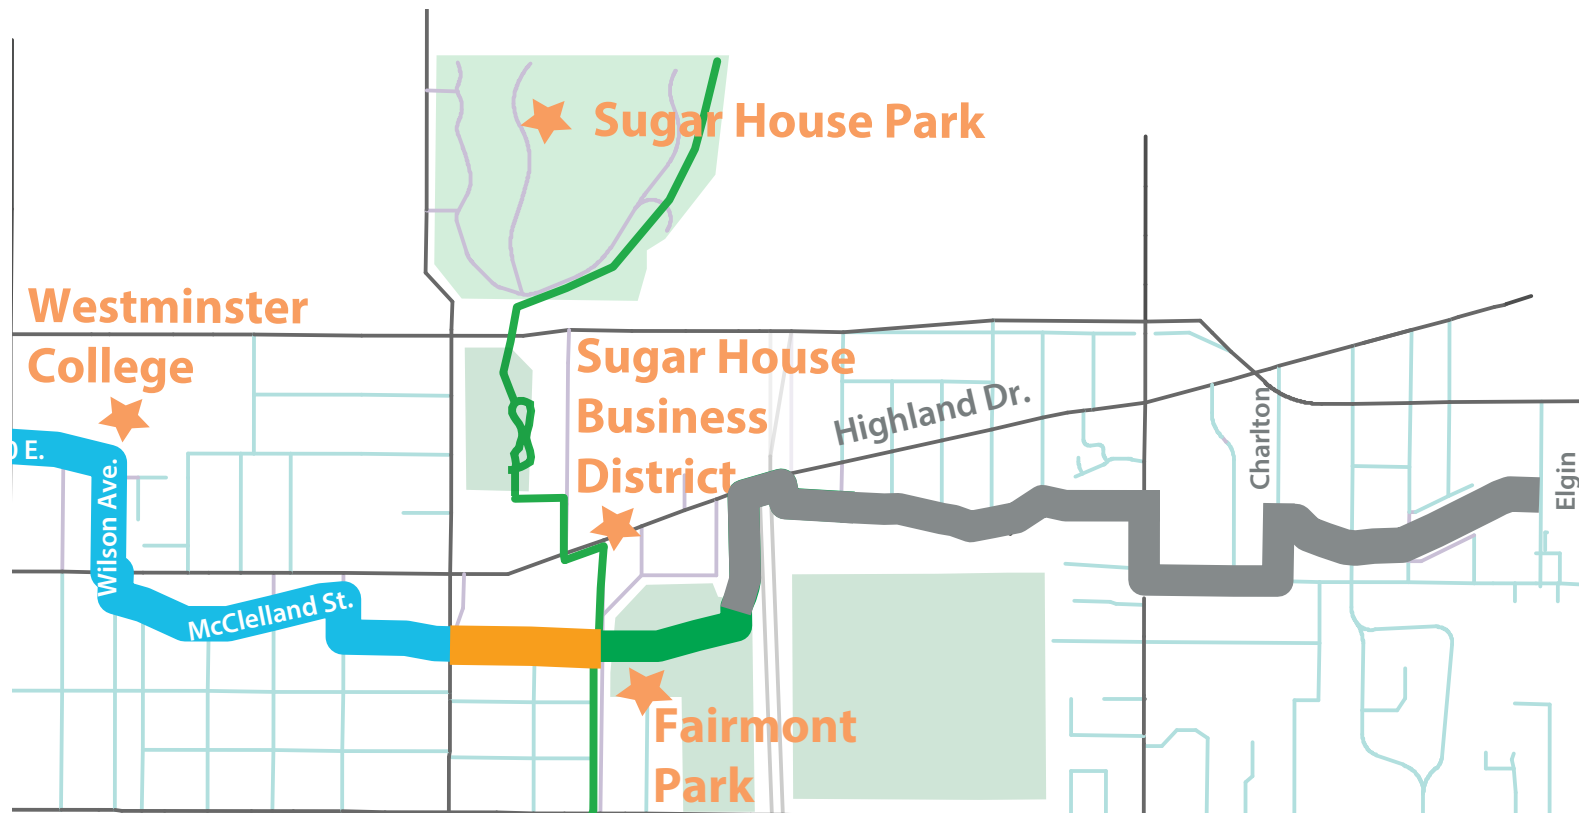 Sugar House Park
Westminster
College
Sugar House
Business
District
Highland Dr.
Charlton
Elgin
0 E.
Wilson Ave.
McClelland St.
Fairmont
Park